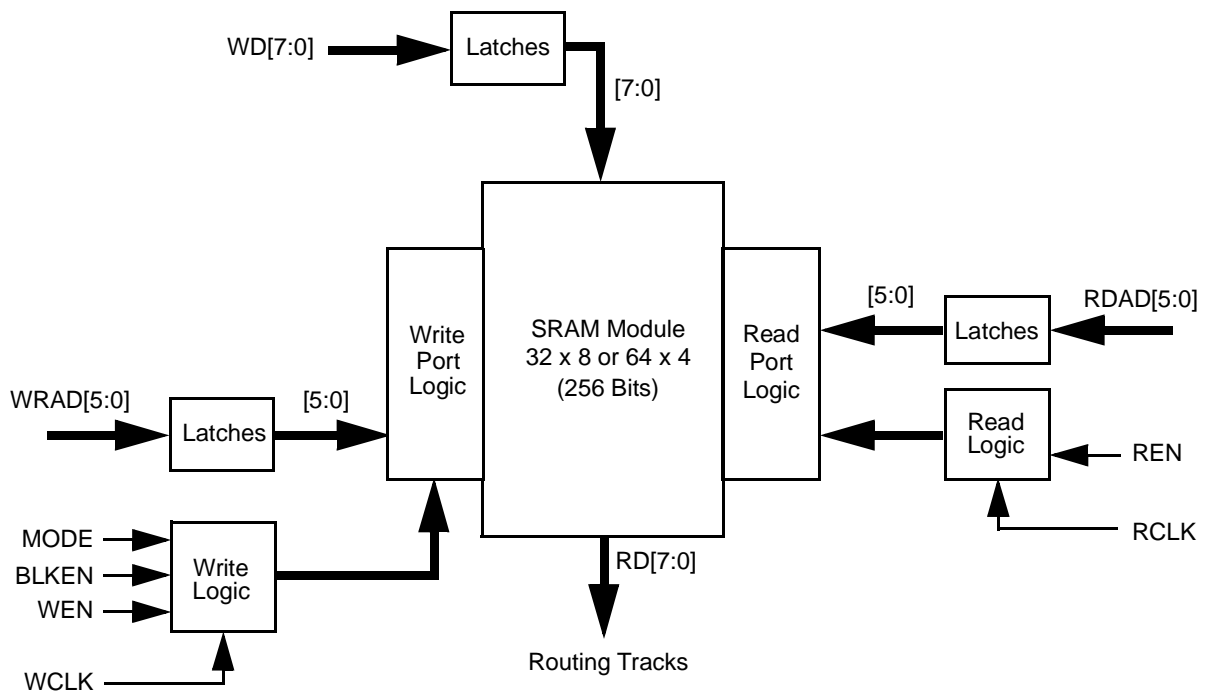 WD[7:0]
Latches
[7:0]
SRAM Module
32 x 8 or 64 x 4
(256 Bits)
Write
Port
Logic
Read
Port
Logic
[5:0]
RDAD[5:0]
Latches
WRAD[5:0]
[5:0]
Latches
Read
Logic
REN
RCLK
MODE
BLKEN
WEN
Write
Logic
WCLK
RD[7:0]
Routing Tracks